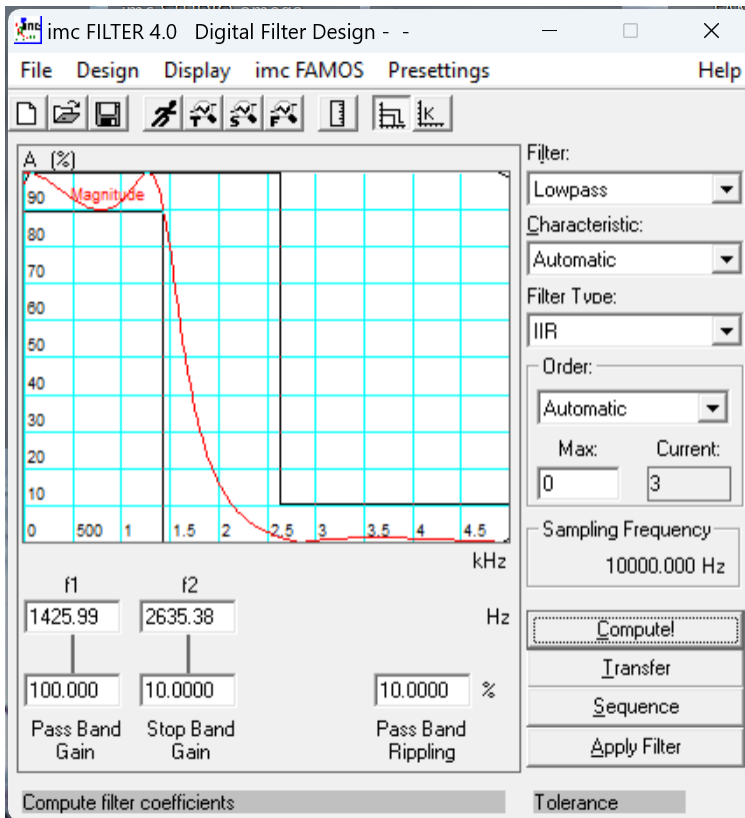 imc FILTER 4.0 Digital Filter Design - -
File Design Display imc FAMOS Presettings Help
A (%)
Magnitude
90
80
70
60
50
40
30
20
10
0 500 1 1.5 2 2.5 3 3.5 4 4.5
kHz
f1 f2
1425.99 2635.38 Hz
100.000 10.0000 10.0000 %
Pass Band Gain
Stop Band Gain
Pass Band Rippling
Filter:
Lowpass
Characteristic:
Automatic
Filter Type:
IIR
Order:
Automatic
Max: Current:
0 3
Sampling Frequency
10000.000 Hz
Compute!
Transfer
Sequence
Apply Filter
Compute filter coefficients Tolerance